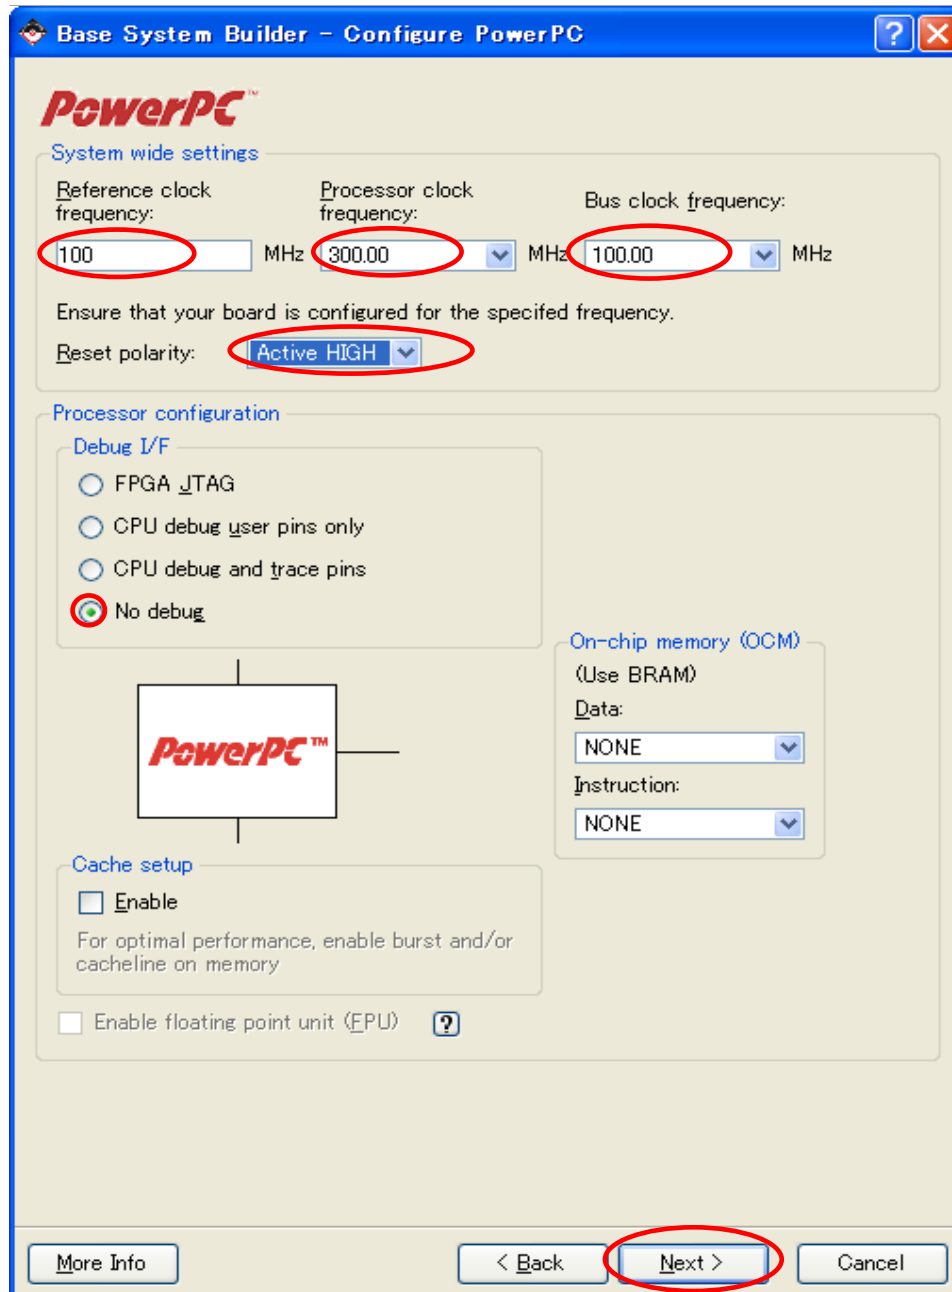 Base System Builder - Configure PowerPC
PowerPC™
System wide settings
Reference clock frequency:
Processor clock frequency:
Bus clock frequency:
100 MHz 300.00 MHz 100.00 MHz
Ensure that your board is configured for the specifed frequency.
Reset polarity: Active HIGH
Processor configuration
Debug I/F
FPGA JTAG
CPU debug user pins only
CPU debug and trace pins
No debug
PowerPC™
On-chip memory (OCM)
(Use BRAM)
Data:
NONE
Instruction:
NONE
Cache setup
Enable
For optimal performance, enable burst and/or
cacheline on memory
Enable floating point unit (FPU) ?
More Info < Back Next > Cancel